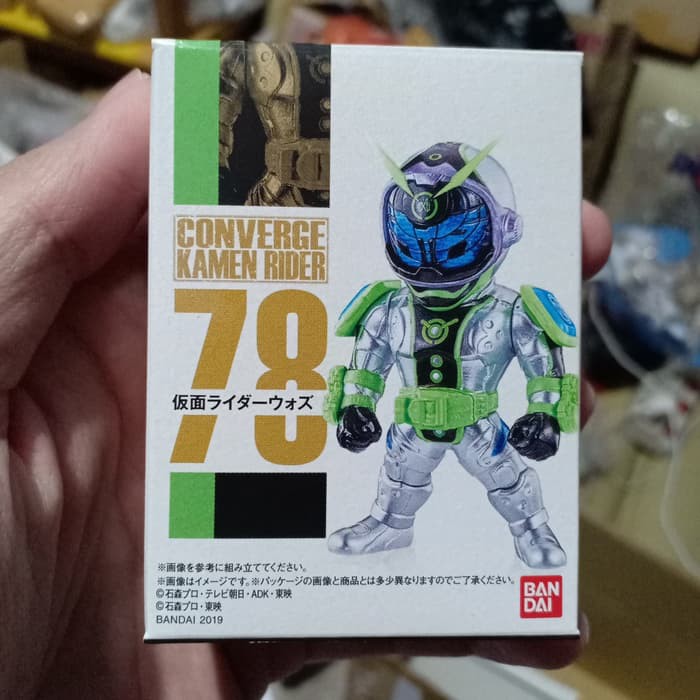 CONVERGE
KAMEN RIDER
78
仮面ライダーウォズ
※画像を参考に組み立ててください。
※画像はイメージです。※パッケージの画像と商品とは多少異なりますのでご了承ください。
©石森プロ・テレビ朝日・ADK・東映
©石森プロ・東映
BANDAI 2019
BAN
DAI